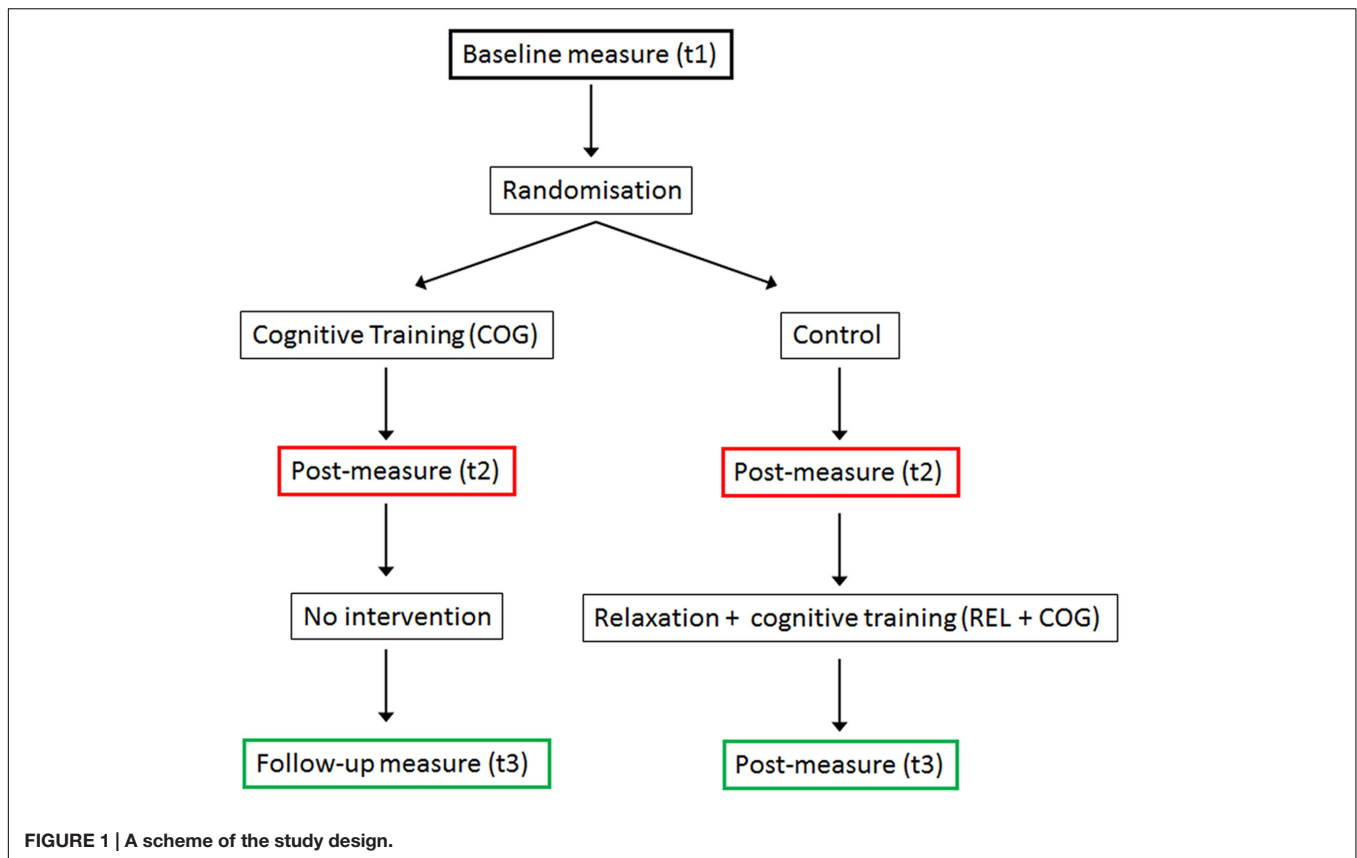 Baseline measure (t1)
Randomisation
Cognitive Training (COG)
Control
Post-measure (t2)
Post-measure (t2)
No intervention
Relaxation + cognitive training (REL + COG)
Follow-up measure (t3)
Post-measure (t3)
FIGURE 1 | A scheme of the study design.